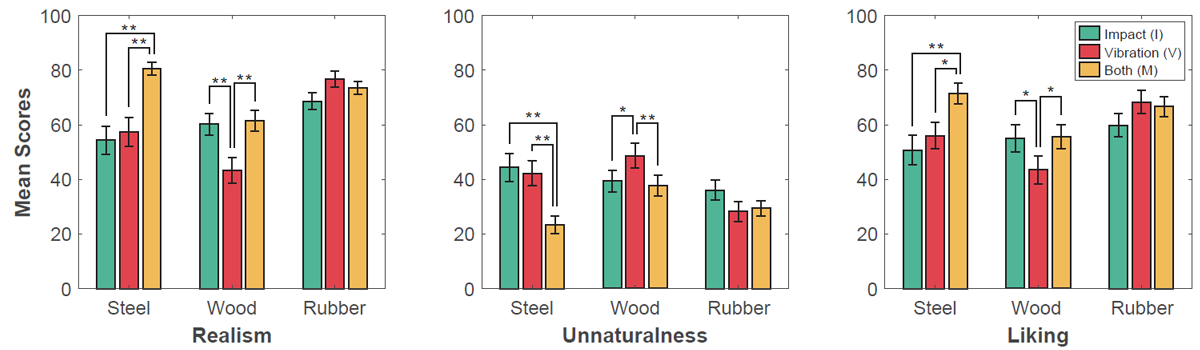 Mean Scores
100
80
60
40
20
0
**
**
**
**
Steel
Wood
Rubber
Realism
100
80
60
40
20
0
**
**
*
**
Steel
Wood
Rubber
Unnaturalness
100
80
60
40
20
0
**
*
*
*
Impact (I)
Vibration (V)
Both (M)
Steel
Wood
Rubber
Liking